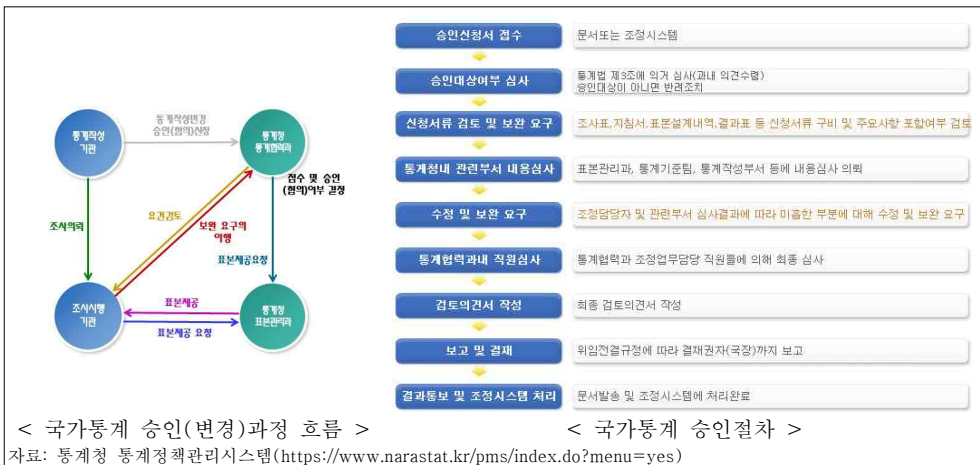 통계작성
기관
통계작성변경
승인(협의)신청
통계청
통계협력과
접수 및 승인
(협의)여부 결정
조사의뢰
요건검토
보완 요구의
이행
표본제공요청
조사시행
기관
표본제공
표본제공 요청
통계청
표본관리과
< 국가통계 승인(변경)과정 흐름 >
승인신청서 접수
문서또는 조정시스템
승인대상여부 심사
통계법 제3조에 의거 심사(과내 의견수렴)
승인대상이 아니면 반려조치
신청서류 검토 및 보완 요구
조사표,지침서,표본설계내역,결과표 등 신청서류 구비 및 주요사항 포함여부 검토
통계청내 관련부서 내용심사
표본관리과, 통계기준팀, 통계작성부서 등에 내용심사 의뢰
수정 및 보완 요구
조정담당자 및 관련부서 심사결과에 따라 미흡한 부분에 대해 수정 및 보완 요구
통계협력과내 직원심사
통계협력과 조정업무담당 직원들에 의해 최종 심사
검토의견서 작성
최종 검토의견서 작성
보고 및 결재
위임전결규정에 따라 결재권자(국장)까지 보고
결과통보 및 조정시스템 처리
문서발송 및 조정시스템에 처리완료
< 국가통계 승인절차 >
자료: 통계청 통계정책관리시스템(https://www.narastat.kr/pms/index.do?menu=yes)